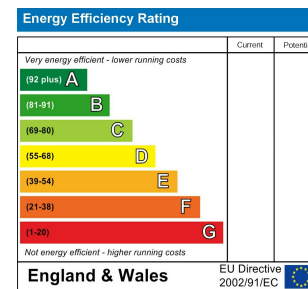 Energy Efficiency Rating
Current Potenti
Very energy efficient - lower running costs
(92 plus) A
(81-91) B
(69-80) C
(55-68) D
(39-54) E
(21-38) F
(1-20) G
Not energy efficient - higher running costs
England & Wales
EU Directive
2002/91/EC